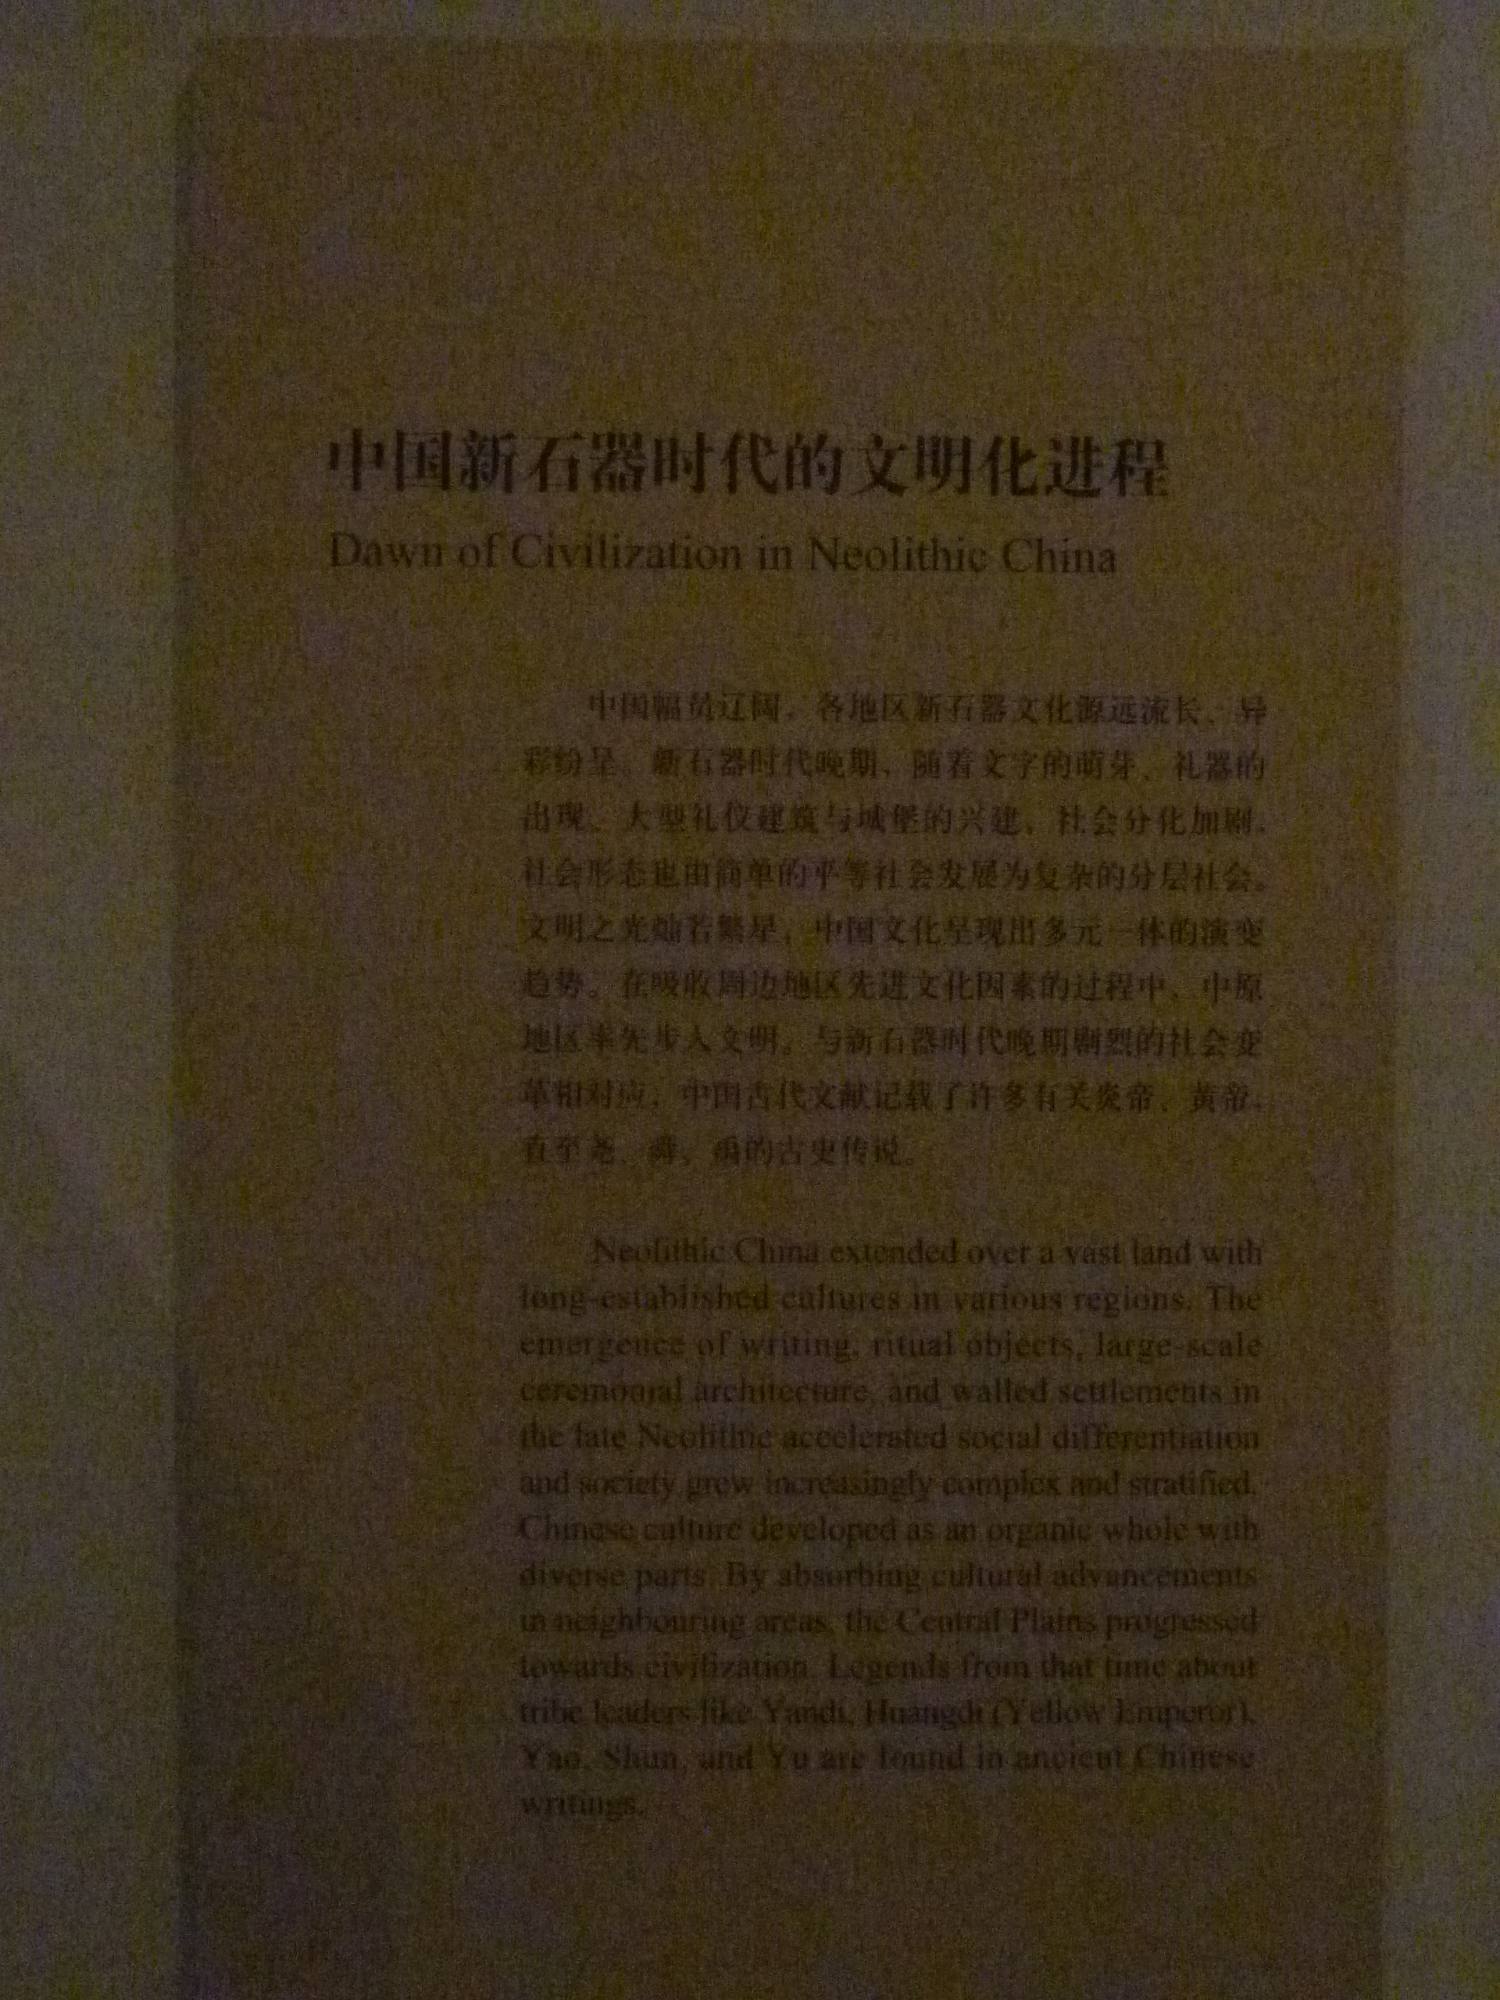 中国新石器时代的文明化进程
Dawn of Civilization in Neolithic China
中国幅员辽阔，各地区新石器文化源远流长、异
彩纷呈。新石器时代晚期，随着文字的萌芽、礼器的
出现、大型礼仪建筑与城堡的兴建，社会分化加剧。
社会形态也由简单的平等社会发展为复杂的分层社会。
文明之光灿若繁星，中国文化呈现出多元一体的演变
趋势。在吸收周边地区先进文化因素的过程中，中原
地区率先步入文明。与新石器时代晚期剧烈的社会变
革相对应，中国古代文献记载了许多有关炎帝、黄帝，
直至尧、舜、禹的古史传说。
Neolithic China extended over a vast land with
long-established cultures in various regions. The
emergence of writing, ritual objects, large-scale
ceremonial architecture, and walled settlements in
the late Neolithic accelerated social differentiation
and society grew increasingly complex and stratified.
Chinese culture developed as an organic whole with
diverse parts. By absorbing cultural advancements
in neighbouring areas, the Central Plains progressed
towards civilization. Legends from that time about
tribe leaders like Yandi, Huangdi (Yellow Emperor),
Yao, Shun, and Yu are found in ancient Chinese
writings.